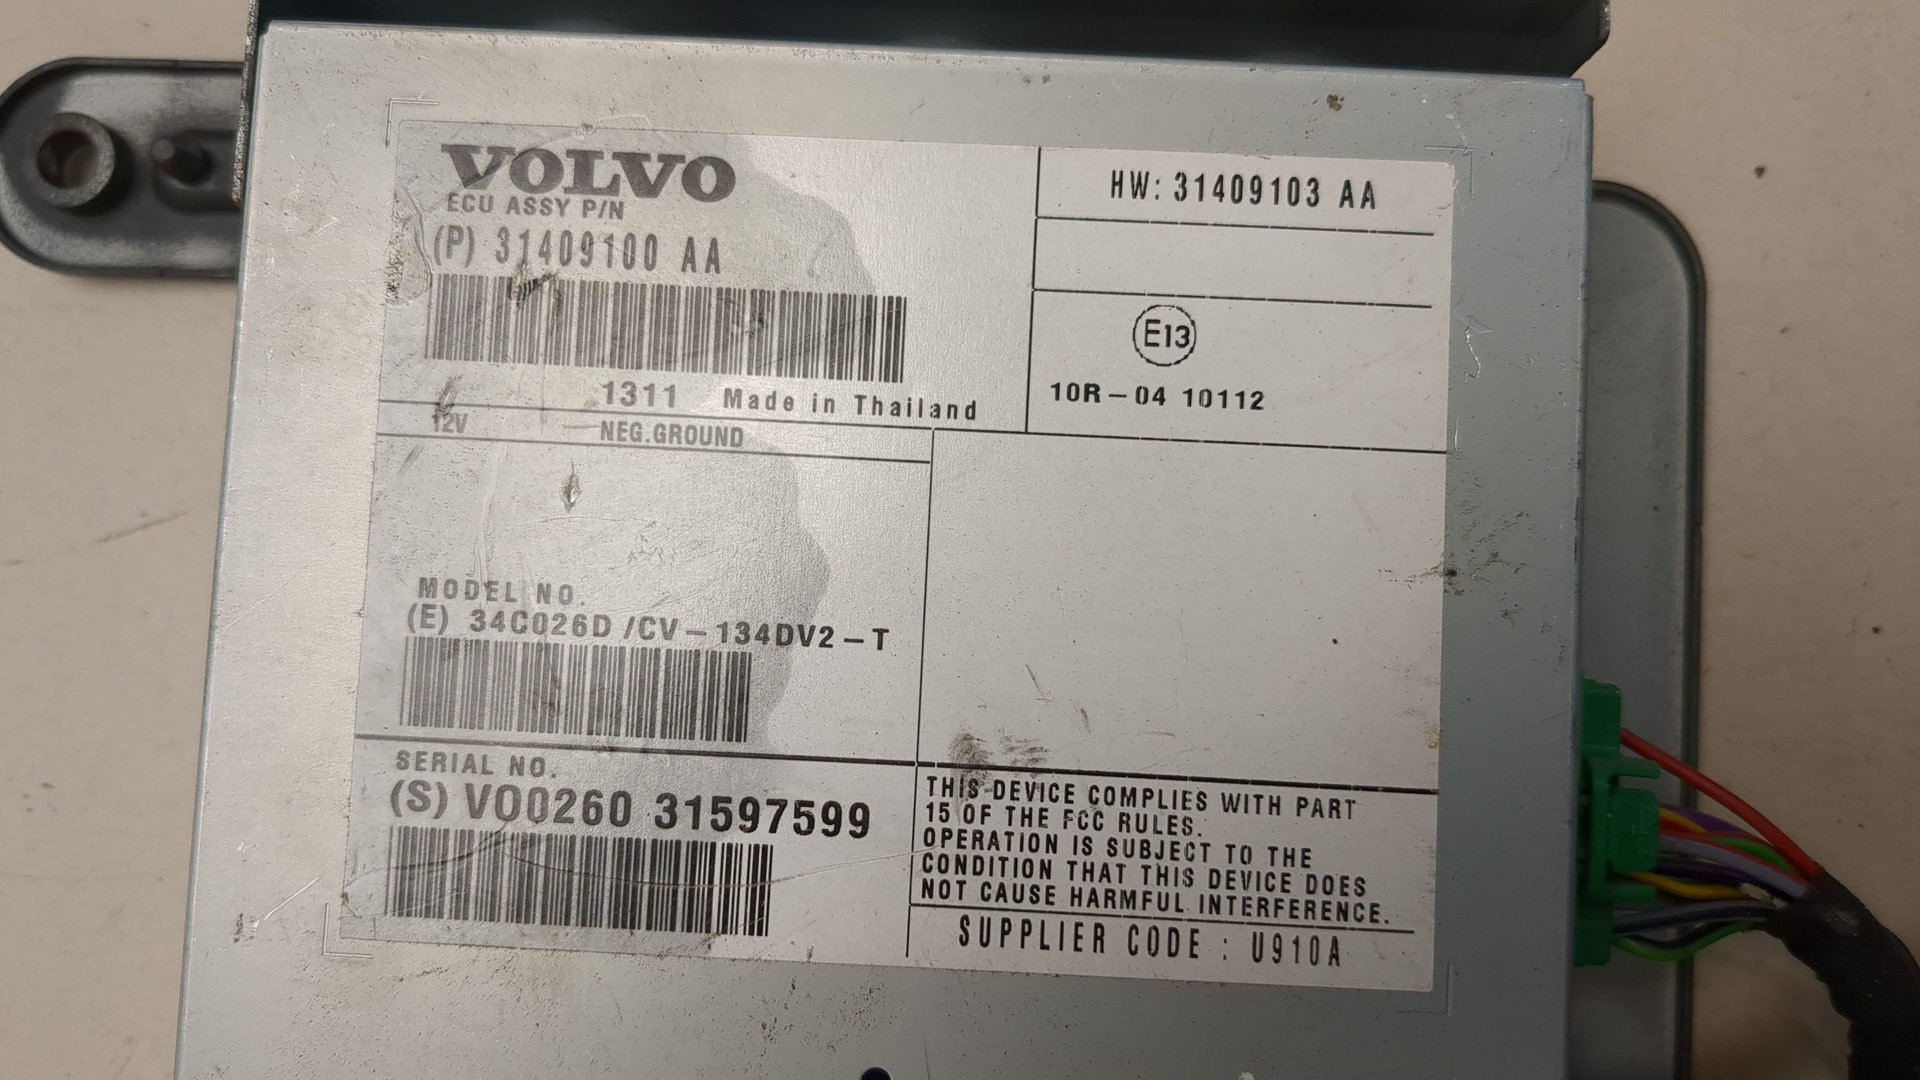 VOLVO
ECU ASSY P/N
(P) 31409100 AA
1311 Made in Thailand
12V NEG.GROUND
HW: 31409103 AA
E13
10R-04 10112
MODEL NO.
(E) 34C026D /CV-134DV2-T
SERIAL NO.
(S) VO0260 31597599
THIS DEVICE COMPLIES WITH PART
15 OF THE FCC RULES.
OPERATION IS SUBJECT TO THE
CONDITION THAT THIS DEVICE DOES
NOT CAUSE HARMFUL INTERFERENCE.
SUPPLIER CODE : U910A